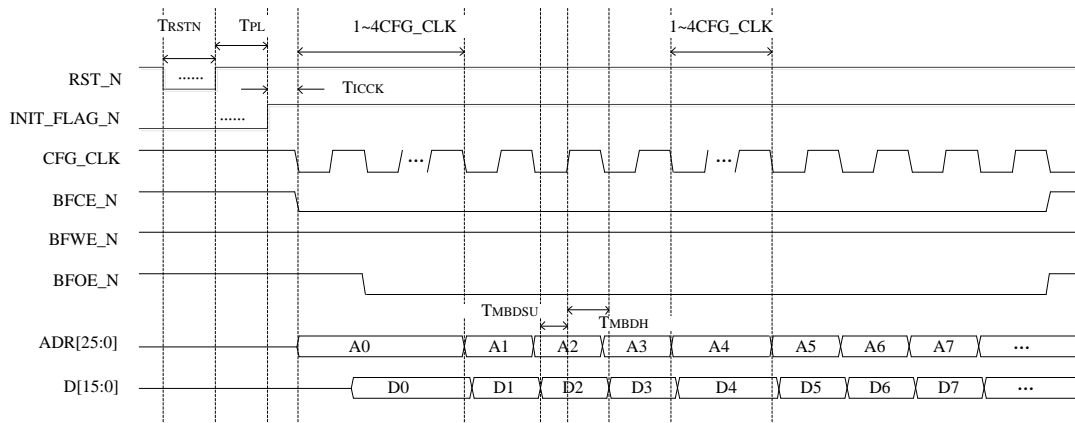 TRSTN TPL 1~4CFG_CLK 1~4CFG_CLK
RST_N ...... TICCK
INIT_FLAG_N ......
CFG_CLK ... ...
BFCE_N
BFWE_N
BFOE_N
TMBDSU TMBDH
ADR[25:0] A0 A1 A2 A3 A4 A5 A6 A7 ...
D[15:0] D0 D1 D2 D3 D4 D5 D6 D7 ...